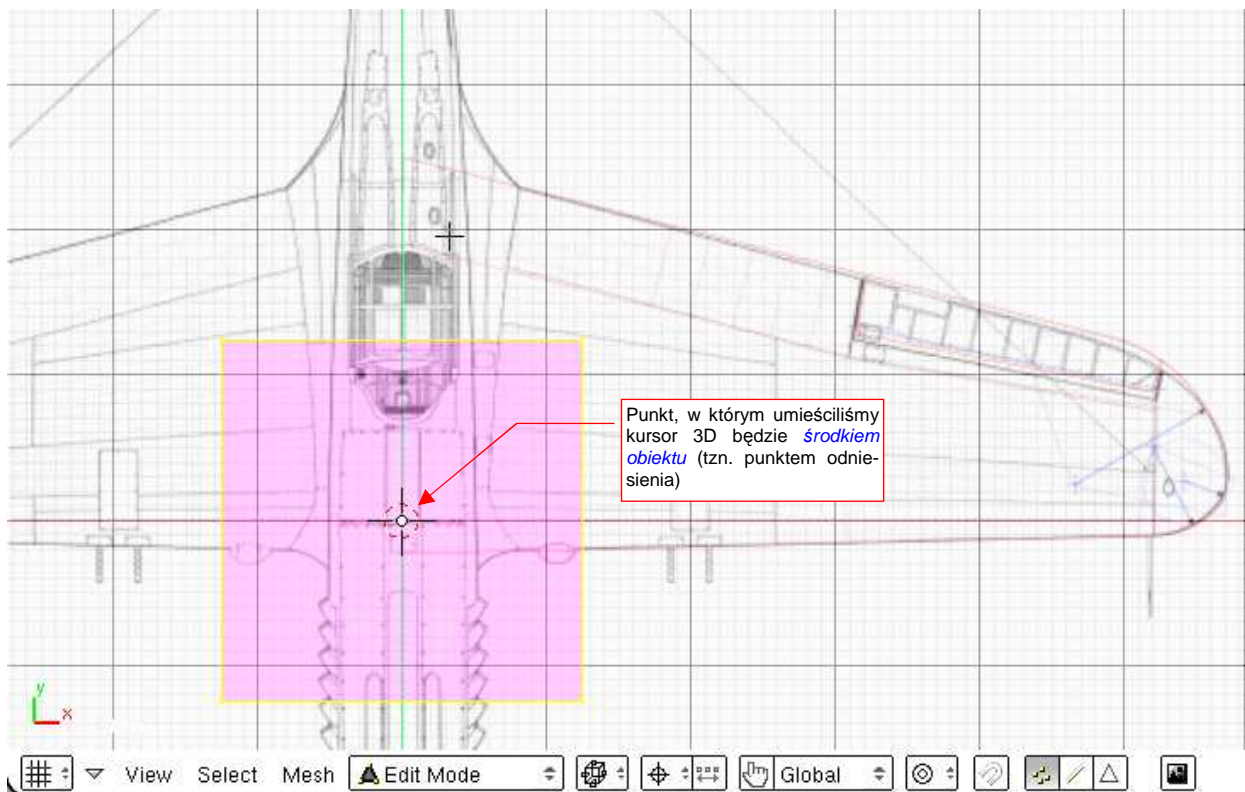 Punkt, w którym umieściliśmy
kursor 3D będzie środkiem
obiektu (tzn. punktem odnie-
sienia)
y
x
View Select Mesh Edit Mode Global